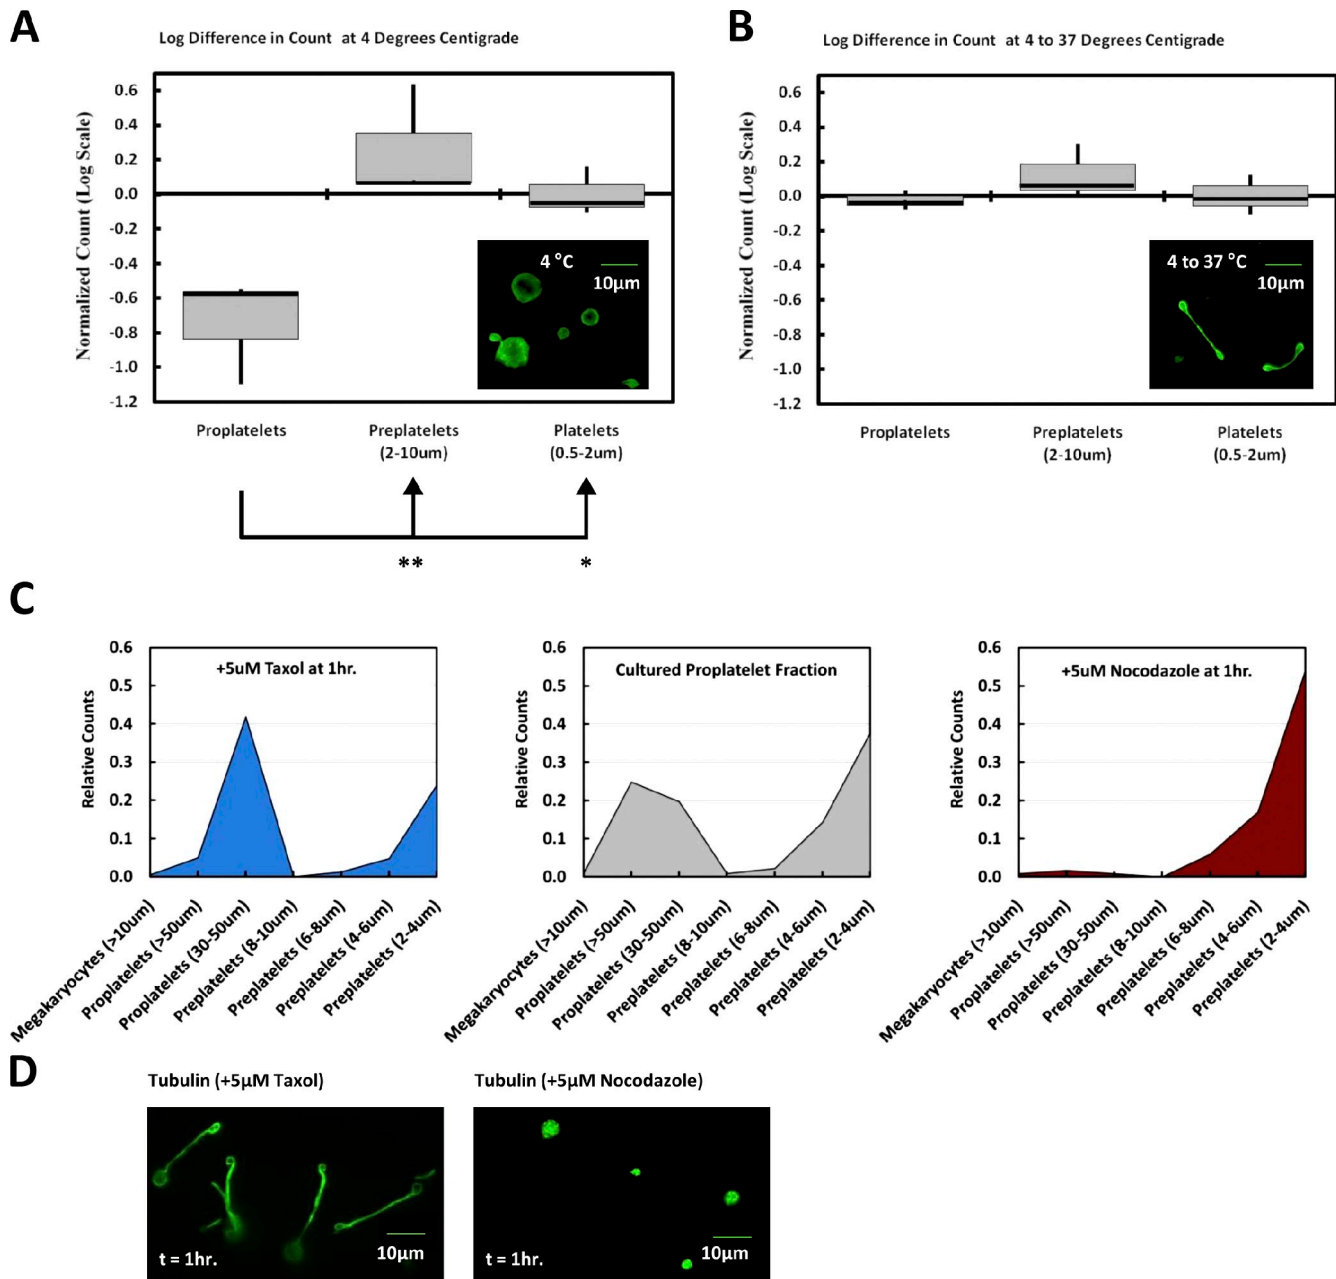 A
Log Difference in Count at 4 Degrees Centigrade
Normalized Count (Log Scale)
0.6
0.4
0.2
0.0
-0.2
-0.4
-0.6
-0.8
-1.0
-1.2
4 °C
10μm
Proplatelets
Preplatelets
(2-10um)
Platelets
(0.5-2um)
**
*
B
Log Difference in Count at 4 to 37 Degrees Centigrade
Normalized Count (Log Scale)
0.6
0.4
0.2
0.0
-0.2
-0.4
-0.6
-0.8
-1.0
-1.2
4 to 37 °C
10μm
Proplatelets
Preplatelets
(2-10um)
Platelets
(0.5-2um)
C
+5uM Taxol at 1hr.
Relative Counts
0.6
0.5
0.4
0.3
0.2
0.1
0.0
Megakaryocytes (>10um)
Proplatelets (>50um)
Proplatelets (30-50um)
Preplatelets (8-10um)
Preplatelets (6-8um)
Preplatelets (4-6um)
Preplatelets (2-4um)
Cultured Proplatelet Fraction
Relative Counts
0.6
0.5
0.4
0.3
0.2
0.1
0.0
Megakaryocytes (>10um)
Proplatelets (>50um)
Proplatelets (30-50um)
Preplatelets (8-10um)
Preplatelets (6-8um)
Preplatelets (4-6um)
Preplatelets (2-4um)
+5uM Nocodazole at 1hr.
Relative Counts
0.6
0.5
0.4
0.3
0.2
0.1
0.0
Megakaryocytes (>10um)
Proplatelets (>50um)
Proplatelets (30-50um)
Preplatelets (8-10um)
Preplatelets (6-8um)
Preplatelets (4-6um)
Preplatelets (2-4um)
D
Tubulin (+5μM Taxol)
t = 1hr.
10μm
Tubulin (+5μM Nocodazole)
t = 1hr.
10μm